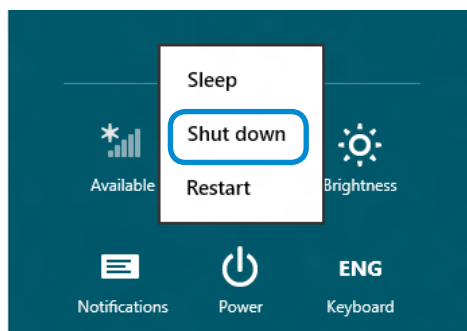 Sleep
Shut down
Restart
Available
Brightness
ENG
Notifications
Power
Keyboard